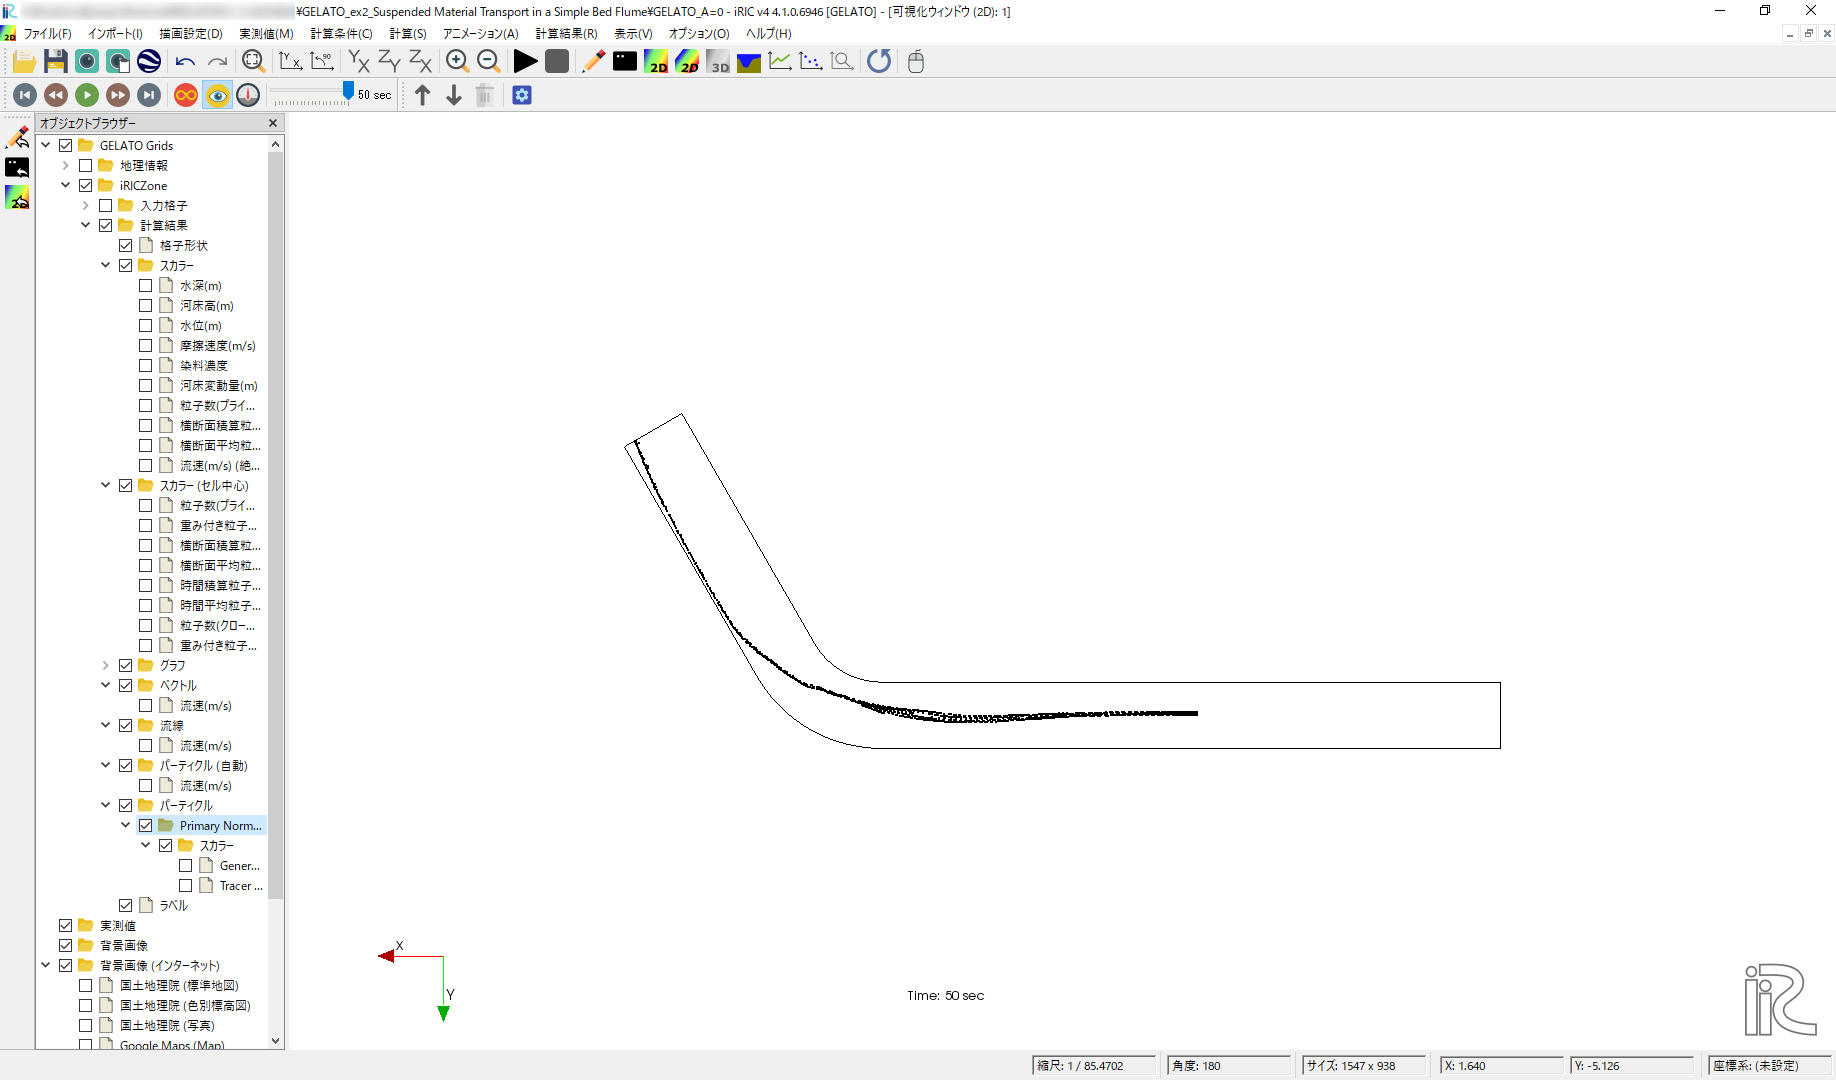 ¥GELATO_ex2_Suspended Material Transport in a Simple Bed Flume¥GELATO_A=0 - iRIC v4 4.1.0.6946 [GELATO] - [可視化ウィンドウ (2D): 1]
ファイル(F) インポート(I) 描画設定(D) 実測値(M) 計算条件(C) 計算(S) アニメーション(A) 計算結果(R) 表示(V) オプション(O) ヘルプ(H)
50 sec
オブジェクトブラウザー
GELATO Grids
地理情報
iRICZone
入力格子
計算結果
格子形状
スカラー
水深(m)
河床高(m)
水位(m)
摩擦速度(m/s)
染料濃度
河床変動量(m)
粒子数(プライ...
横断面積算粒...
横断面平均粒...
流速(m/s) (絶...
スカラー (セル中心)
粒子数(プライ...
重み付き粒子...
横断面積算粒...
横断面平均粒...
時間積算粒子...
時間平均粒子...
粒子数(クロー...
重み付き粒子...
グラフ
ベクトル
流速(m/s)
流線
流速(m/s)
パーティクル (自動)
流速(m/s)
パーティクル
Primary Norm...
スカラー
Gener...
Tracer ...
ラベル
実測値
背景画像
背景画像 (インターネット)
国土地理院 (標準地図)
国土地理院 (色別標高図)
国土地理院 (写真)
Google Maps (Map)
X
Y
Time: 50 sec
iRIC
縮尺: 1 / 85.4702 角度: 180 サイズ: 1547 x 938 X: 1.640 Y: -5.126 座標系: (未設定)